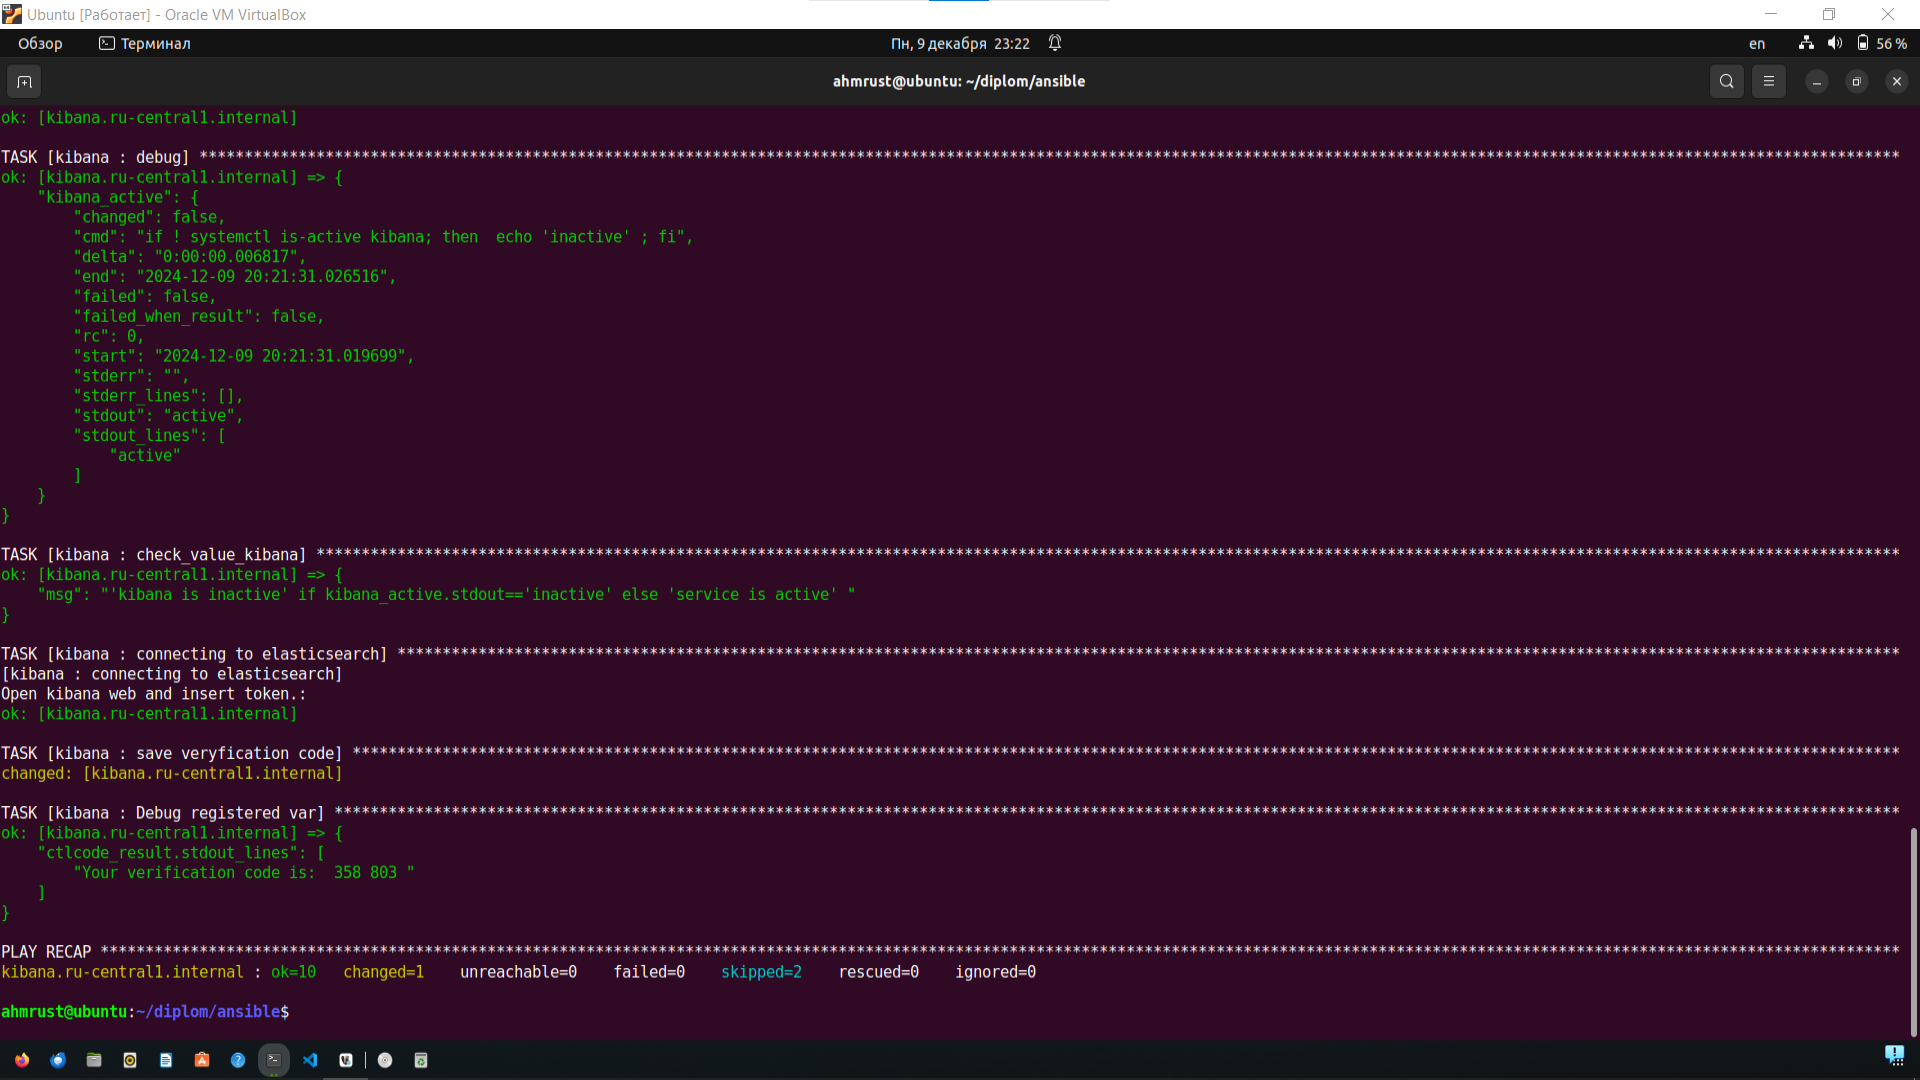 Ubuntu [Работает] - Oracle VM VirtualBox
Обзор Терминал Пн, 9 декабря 23:22 en 56 %
ahmrust@ubuntu: ~/diplom/ansible
ok: [kibana.ru-central1.internal]
TASK [kibana : debug] ****************************************************************************************************************************************************************************************
ok: [kibana.ru-central1.internal] => {
    "kibana_active": {
        "changed": false,
        "cmd": "if ! systemctl is-active kibana; then  echo 'inactive' ; fi",
        "delta": "0:00:00.006817",
        "end": "2024-12-09 20:21:31.026516",
        "failed": false,
        "failed_when_result": false,
        "rc": 0,
        "start": "2024-12-09 20:21:31.019699",
        "stderr": "",
        "stderr_lines": [],
        "stdout": "active",
        "stdout_lines": [
            "active"
        ]
    }
}
TASK [kibana : check_value_kibana] ***************************************************************************************************************************************************************************
ok: [kibana.ru-central1.internal] => {
    "msg": "'kibana is inactive' if kibana_active.stdout=='inactive' else 'service is active' "
}
TASK [kibana : connecting to elasticsearch] ******************************************************************************************************************************************************************
[kibana : connecting to elasticsearch]
Open kibana web and insert token.:
ok: [kibana.ru-central1.internal]
TASK [kibana : save veryfication code] ***********************************************************************************************************************************************************************
changed: [kibana.ru-central1.internal]
TASK [kibana : Debug registered var] *************************************************************************************************************************************************************************
ok: [kibana.ru-central1.internal] => {
    "ctlcode_result.stdout_lines": [
        "Your verification code is:  358 803 "
    ]
}
PLAY RECAP ***************************************************************************************************************************************************************************************************
kibana.ru-central1.internal : ok=10   changed=1    unreachable=0    failed=0    skipped=2    rescued=0    ignored=0
ahmrust@ubuntu:~/diplom/ansible$